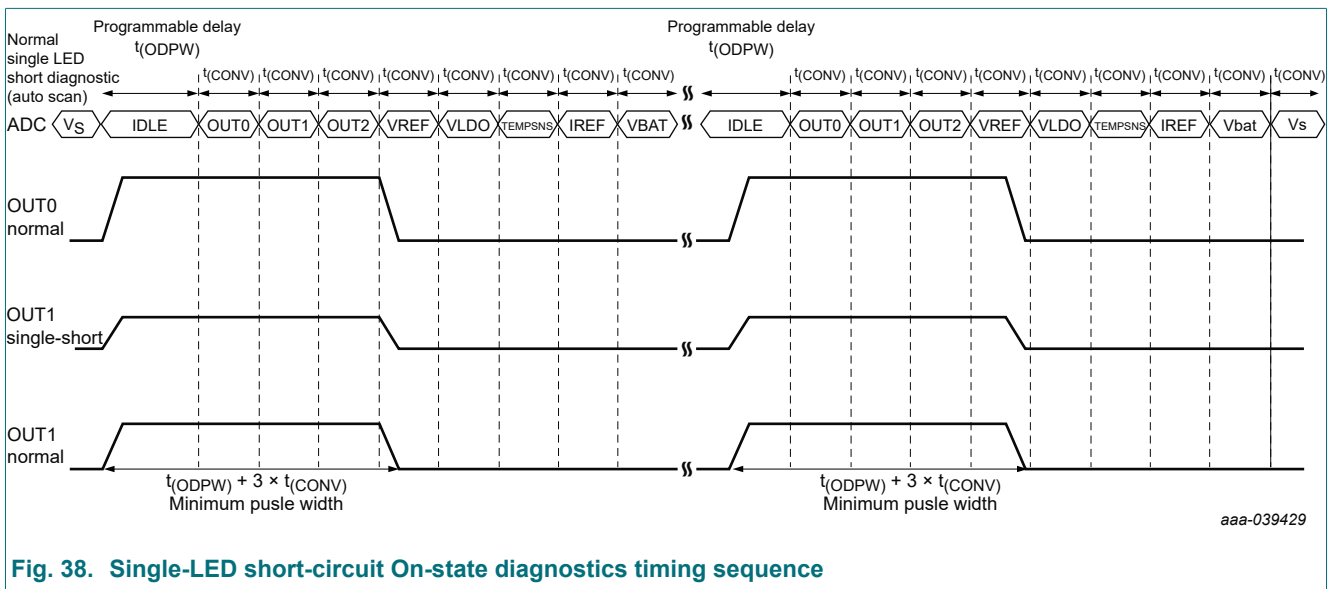 Normal
single LED
short diagnostic
(auto scan)
Programmable delay
t(ODPW)
t(CONV) t(CONV) t(CONV) t(CONV) t(CONV) t(CONV) t(CONV) t(CONV)
Programmable delay
t(ODPW)
t(CONV) t(CONV) t(CONV) t(CONV) t(CONV) t(CONV) t(CONV) t(CONV) t(CONV)
ADC VS IDLE OUT0 OUT1 OUT2 VREF VLDO TEMPSNS IREF VBAT IDLE OUT0 OUT1 OUT2 VREF VLDO TEMPSNS IREF Vbat Vs
OUT0
normal
OUT1
single-short
OUT1
normal
t(ODPW) + 3 × t(CONV)
Minimum pusle width
t(ODPW) + 3 × t(CONV)
Minimum pusle width
aaa-039429
Fig. 38. Single-LED short-circuit On-state diagnostics timing sequence